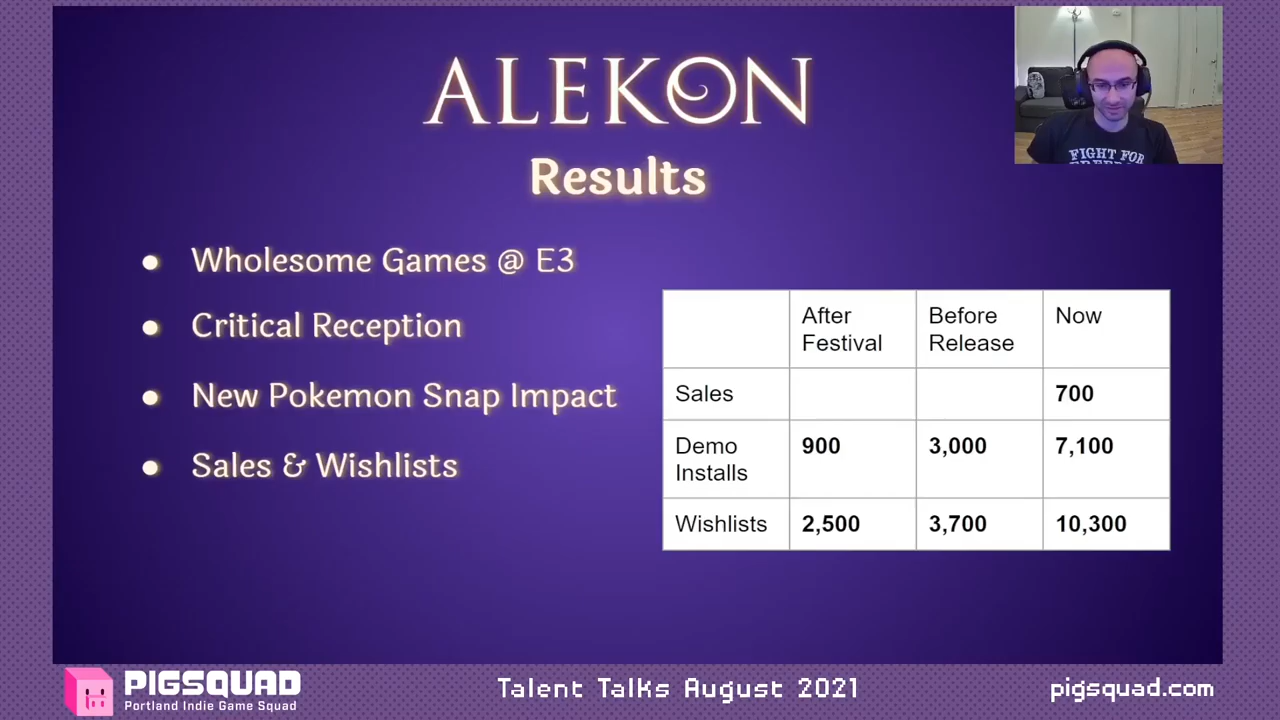 ALEKON
Results
FIGHT FOR
● Wholesome Games @ E3
● Critical Reception
● New Pokemon Snap Impact
● Sales & Wishlists
After Festival Before Release Now
Sales 700
Demo Installs 900 3,000 7,100
Wishlists 2,500 3,700 10,300
PIGSQUAD
Portland Indie Game Squad
Talent Talks August 2021
pigsquad.com